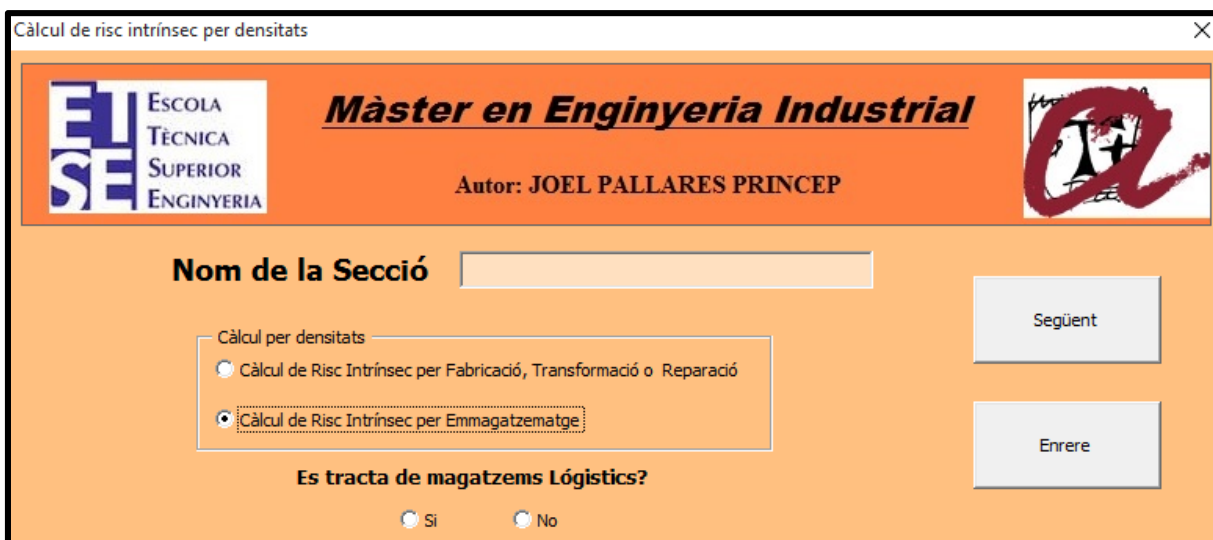 Càlcul de risc intrínsec per densitats
ETSE
ESCOLA
TÈCNICA
SUPERIOR
ENGINYERIA
Màster en Enginyeria Industrial
Autor: JOEL PALLARES PRINCEP
Nom de la Secció
Següent
Càlcul per densitats
Càlcul de Risc Intrínsec per Fabricació, Transformació o Reparació
Càlcul de Risc Intrínsec per Emmagatzematge
Enrere
Es tracta de magatzems Lógistics?
Si No